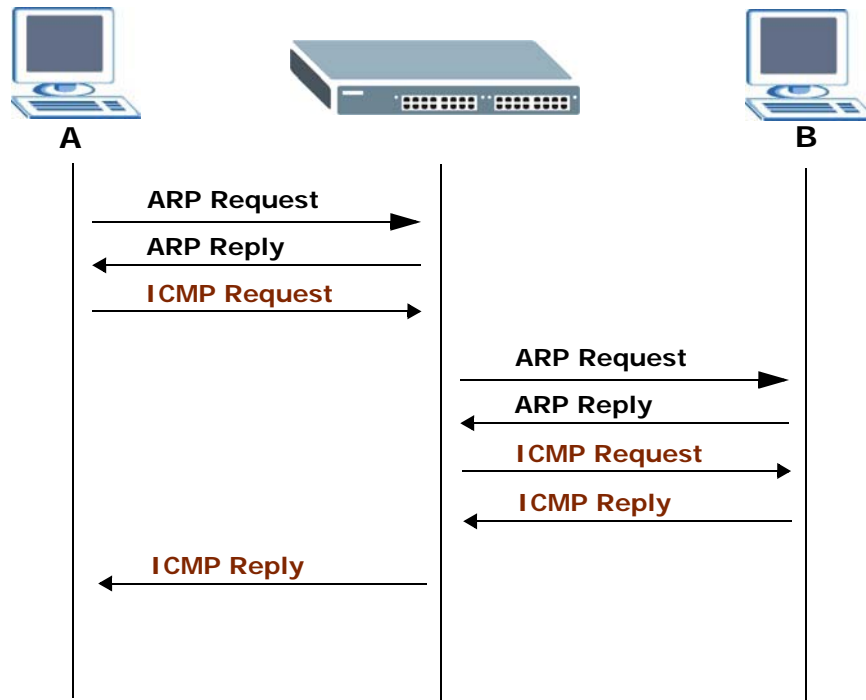 A
B
ARP Request
ARP Reply
ICMP Request
ARP Request
ARP Reply
ICMP Request
ICMP Reply
ICMP Reply